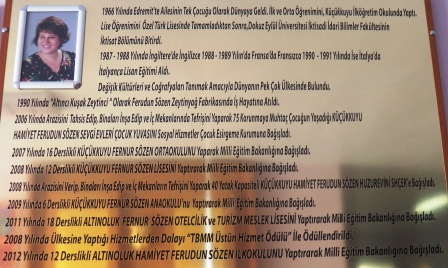 1966 Yılında Edremit'te Ailesinin Tek Çocuğu Olarak Dünyaya Geldi. İlk ve Orta Öğrenimini, Küçükkuyu İlköğretim Okulunda Yaptı.
Lise Öğrenimini Özel Türk Lisesinde Tamamladıktan Sonra,Dokuz Eylül Üniversitesi İktisadi İdari Bilimler Fakültesinin
İktisat Bölümünü Bitirdi.
1987 - 1988 Yılında İngiltere'de İngilizce 1988 - 1989 Yılın'da Fransa'da Fransızca 1990 - 1991 Yılında İse İtalya'da
İtalyanca Lisan Eğitimi Aldı.
Değişik Kültürleri ve Coğrafyaları Tanımak Amacıyla Dünyanın Pek Çok Ülkesinde Bulundu.
1990 Yılında "Altıncı Kuşak Zeytinci " Olarak Ferudun Sözen Zeytinyağ Fabrikasında İş Hayatına Atıldı.
2006 Yılında Arazisini Tahsis Edip, Binaları İnşa Edip ve İç Mekanlarının Tefrişini Yaparak 75 Korunmaya Muhtaç Çocuğun Yaşadığı KÜÇÜKKUYU
HAMİYET FERUDUN SÖZEN SEVGİ EVLERİ ÇOCUK YUVASINI Sosyal Hizmetler Çocuk Esirgeme Kurumuna Bağışladı.
2007 Yılında 16 Derslikli KÜÇÜKKUYU FERNUR SÖZEN ORTAOKULUNU Yaparak Milli Eğitim Bakanlığına Bağışladı.
2008 Yılında 12 Derslikli KÜÇÜKKUYU FERNUR SÖZEN LİSESİNİ Yaptırarak Milli Eğitim Bakanlığına Bağışladı.
2008 Yılında Arazisini Verip, Binaları İnşa Edip ve İç Mekanların Tefrişini Yaparak 40 Yatak Kapasiteli KÜÇÜKKUYU HAMİYET FERUDUN SÖZEN HUZUREVİNİ SHÇEK'e Bağışladı.
2009 Yılında 6 Derslikli KÜÇÜKKUYU FERNUR SÖZEN ANAOKULU'nu Yaptırarak Milli Eğitim Bakanlığına Bağışladı.
2011 Yılında 18 Derslikli ALTINOLUK FERNUR SÖZEN OTELCİLİK ve TURİZM MESLEK LİSESİNİ Yaptırarak Milli Eğitim Bakanlığına Bağışladı.
2008 Yılında Ülkesine Yaptığı Hizmetlerden Dolayı "TBMM Üstün Hizmet Ödülü" İle Ödüllendirildi.
2012 Yılında 12 Derslikli ALTINOLUK HAMİYET FERUDUN SÖZEN İLKOKULUNU Yaptırarak Milli Eğitim Bakanlığına Bağışladı.